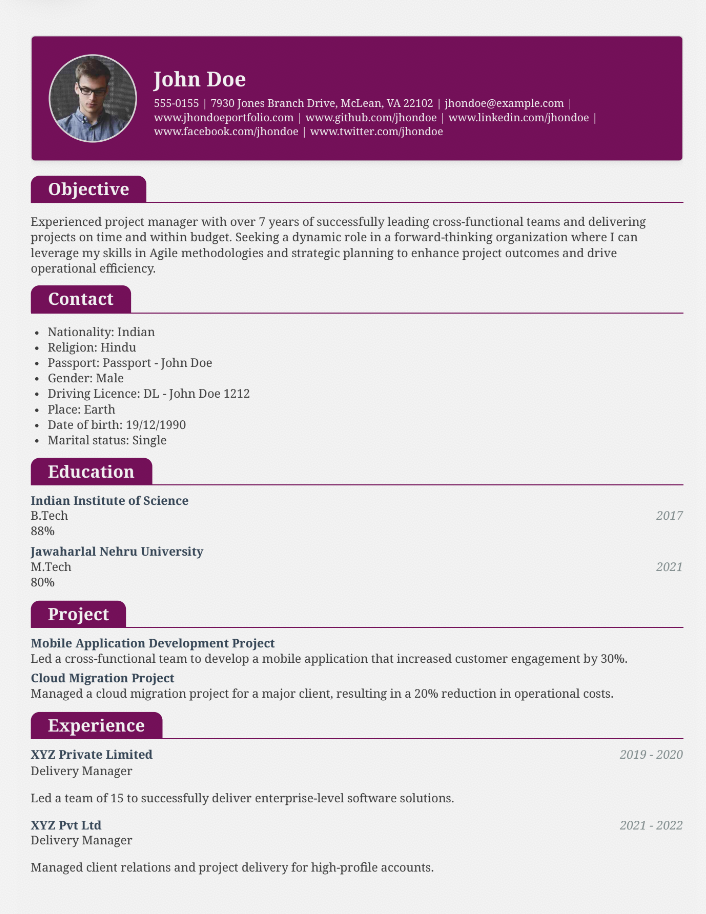 John Doe
555-0155 | 7930 Jones Branch Drive, McLean, VA 22102 | jhondoe@example.com |
www.jhondoeportfolio.com | www.github.com/jhondoe | www.linkedin.com/jhondoe |
www.facebook.com/jhondoe | www.twitter.com/jhondoe
Objective
Experienced project manager with over 7 years of successfully leading cross-functional teams and delivering
projects on time and within budget. Seeking a dynamic role in a forward-thinking organization where I can
leverage my skills in Agile methodologies and strategic planning to enhance project outcomes and drive
operational efficiency.
Contact
• Nationality: Indian
• Religion: Hindu
• Passport: Passport - John Doe
• Gender: Male
• Driving Licence: DL - John Doe 1212
• Place: Earth
• Date of birth: 19/12/1990
• Marital status: Single
Education
Indian Institute of Science
B.Tech 2017
88%
Jawaharlal Nehru University
M.Tech 2021
80%
Project
Mobile Application Development Project
Led a cross-functional team to develop a mobile application that increased customer engagement by 30%.
Cloud Migration Project
Managed a cloud migration project for a major client, resulting in a 20% reduction in operational costs.
Experience
XYZ Private Limited 2019 - 2020
Delivery Manager
Led a team of 15 to successfully deliver enterprise-level software solutions.
XYZ Pvt Ltd 2021 - 2022
Delivery Manager
Managed client relations and project delivery for high-profile accounts.